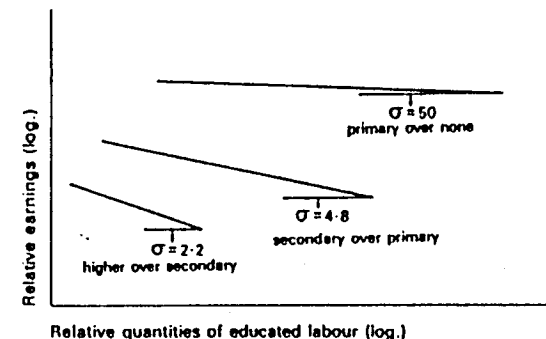 Relative earnings (log.)
σ = 50
primary over none
σ = 4·8
secondary over primary
σ = 2·2
higher over secondary
Relative quantities of educated labour (log.)